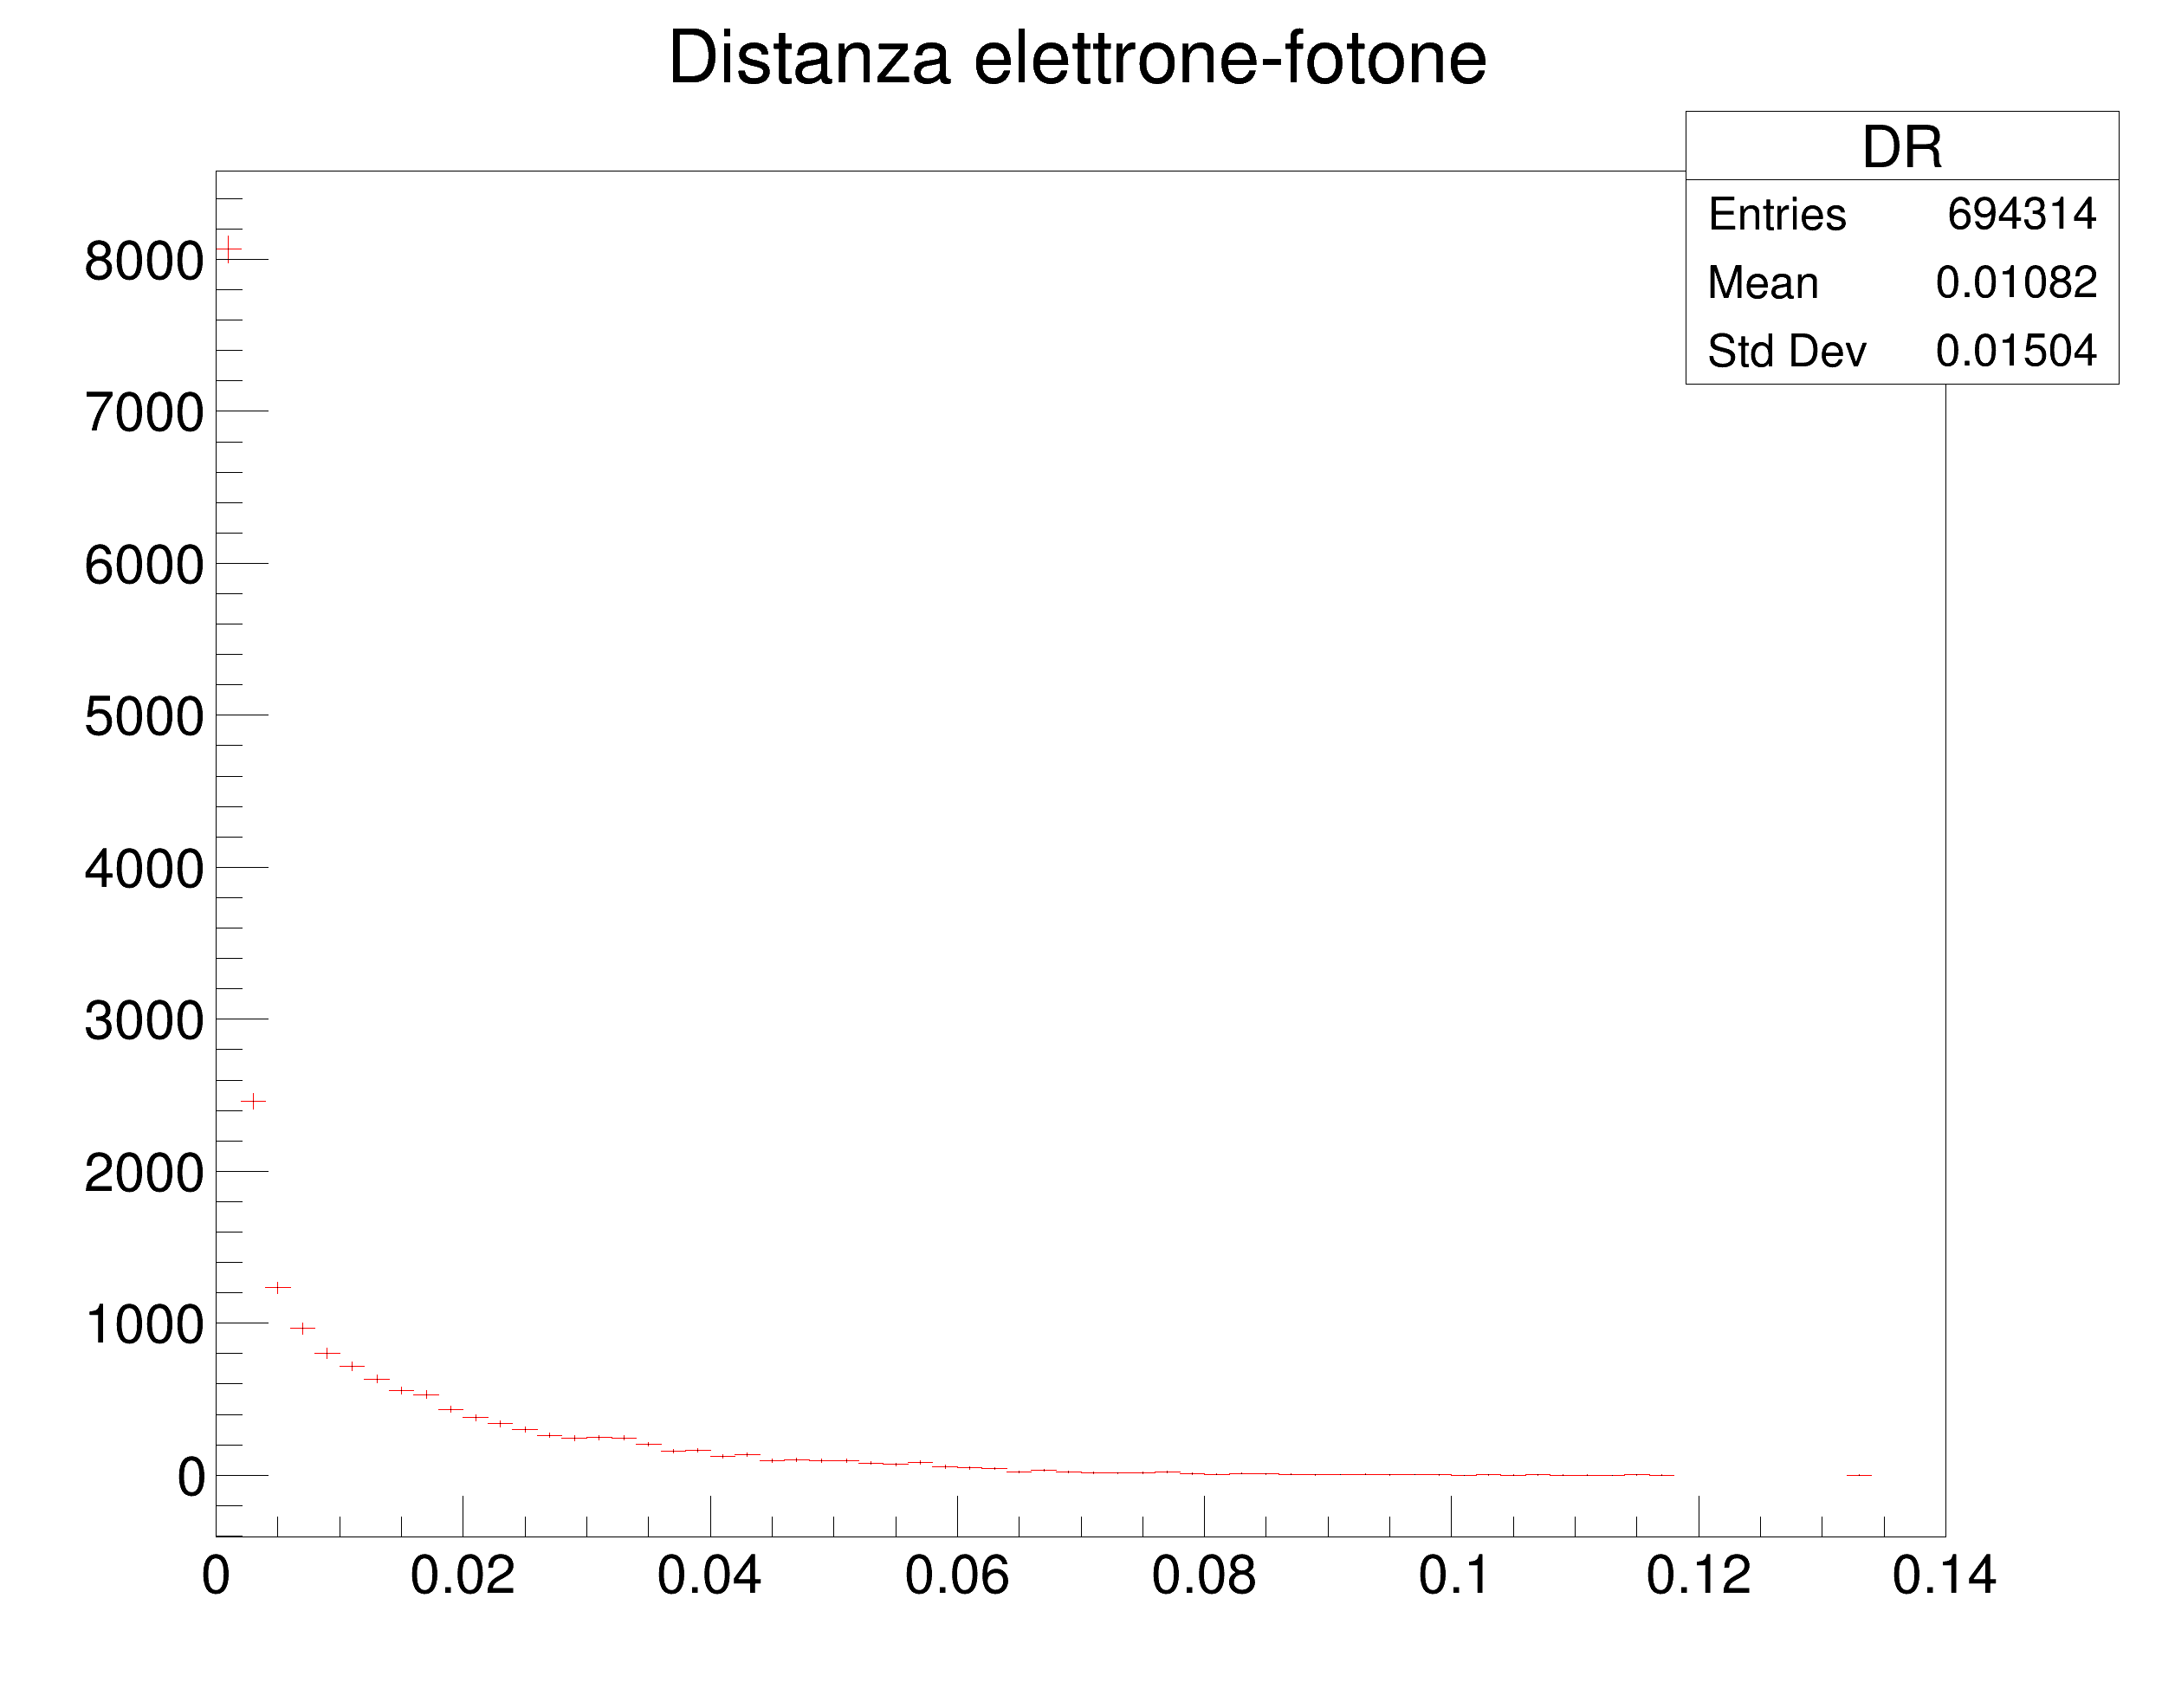 Distanza elettrone-fotone
DR
Entries 694314
Mean 0.01082
Std Dev 0.01504
8000
7000
6000
5000
4000
3000
2000
1000
0
0 0.02 0.04 0.06 0.08 0.1 0.12 0.14